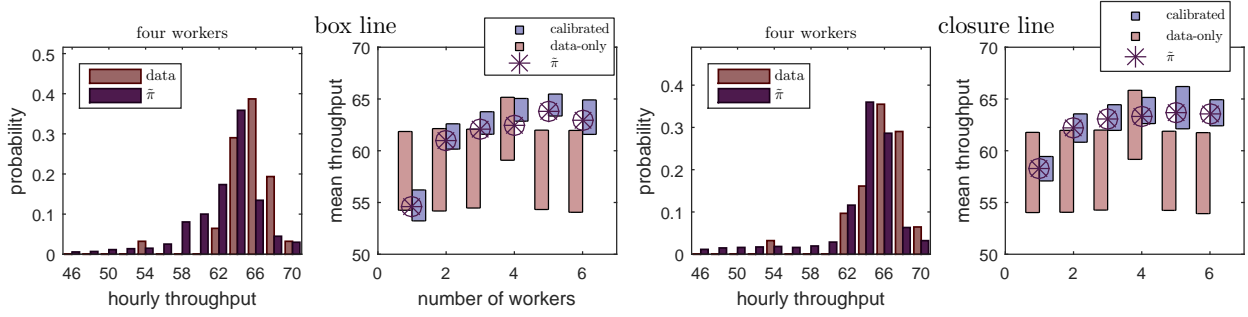 box line
four workers
0.5
0.4
0.3
0.2
0.1
0
probability
data
π̃
46 50 54 58 62 66 70
hourly throughput
calibrated
data-only
π̃
70
65
60
55
50
mean throughput
0 2 4 6
number of workers
closure line
four workers
0.4
0.3
0.2
0.1
0
probability
data
π̃
46 50 54 58 62 66 70
hourly throughput
calibrated
data-only
π̃
70
65
60
55
50
mean throughput
0 2 4 6
number of workers